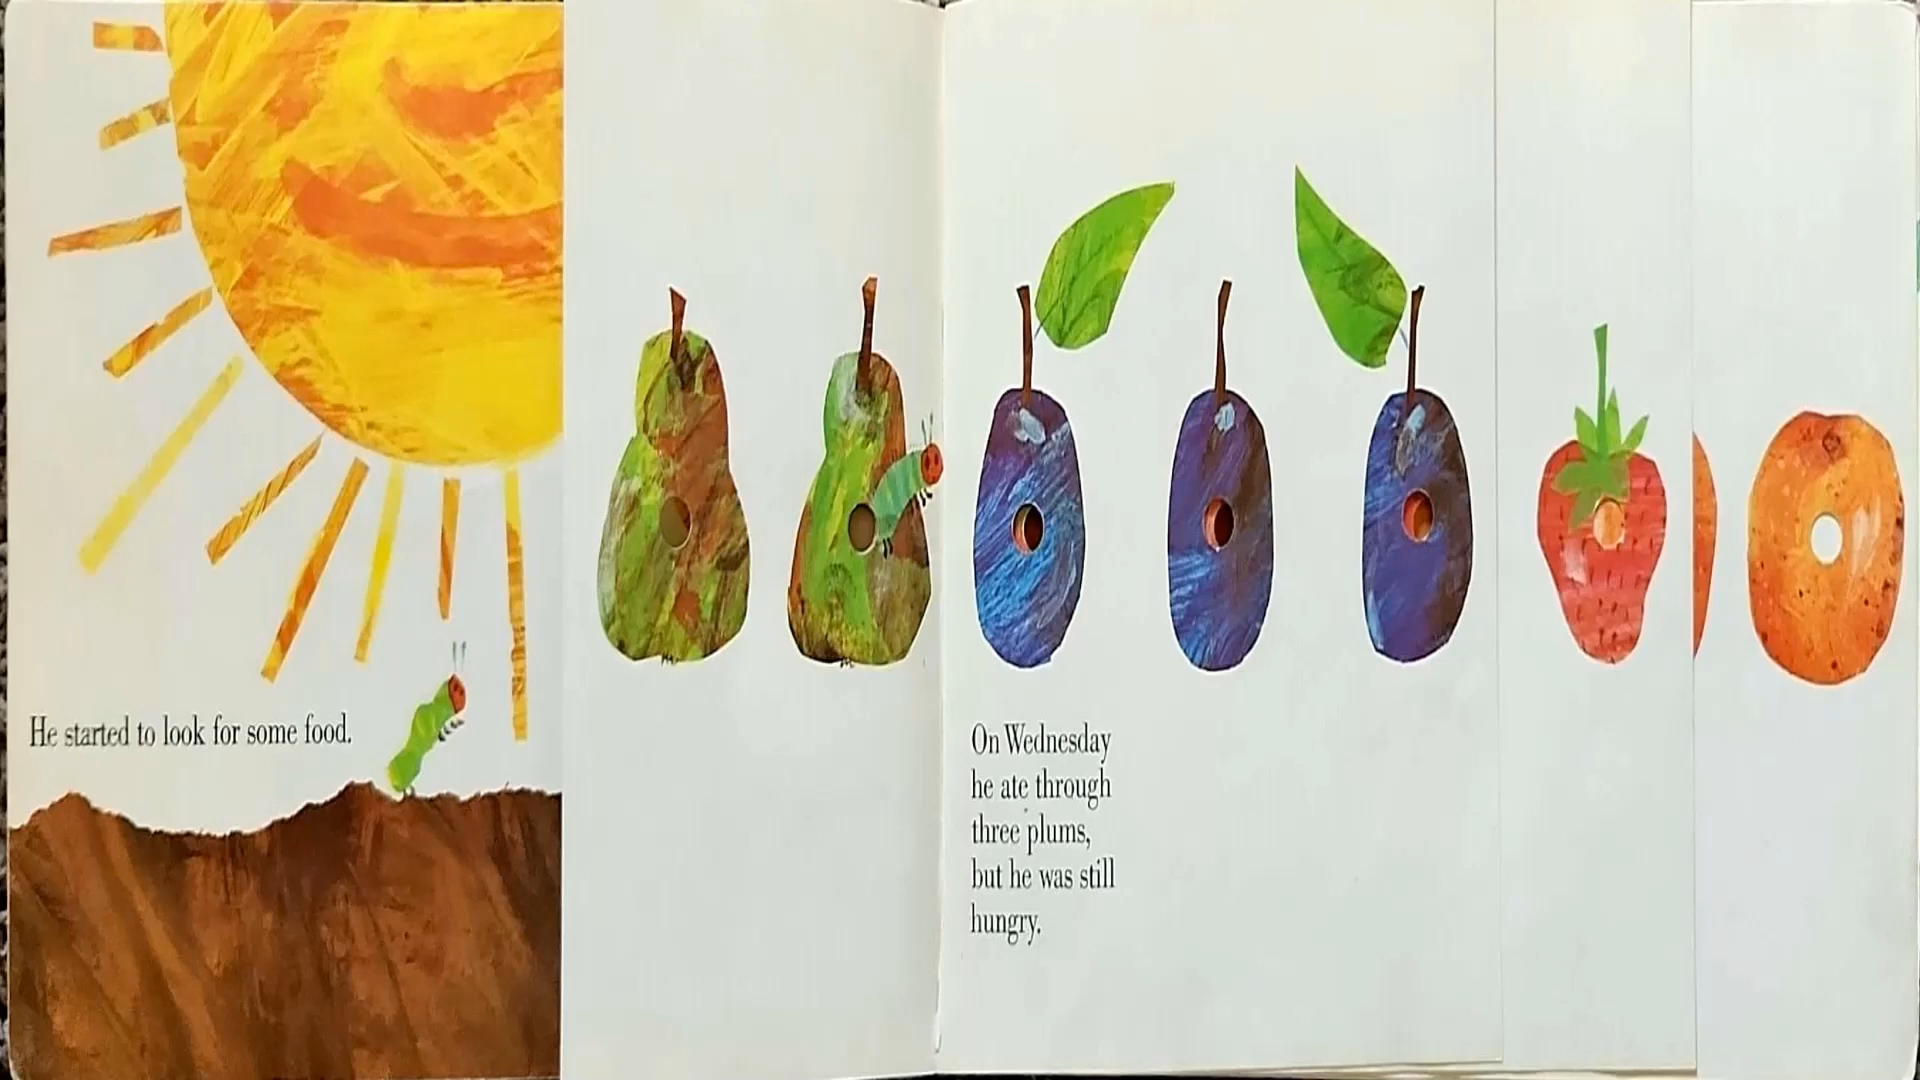 He started to look for some food.
On Wednesday
he ate through
three plums,
but he was still
hungry.